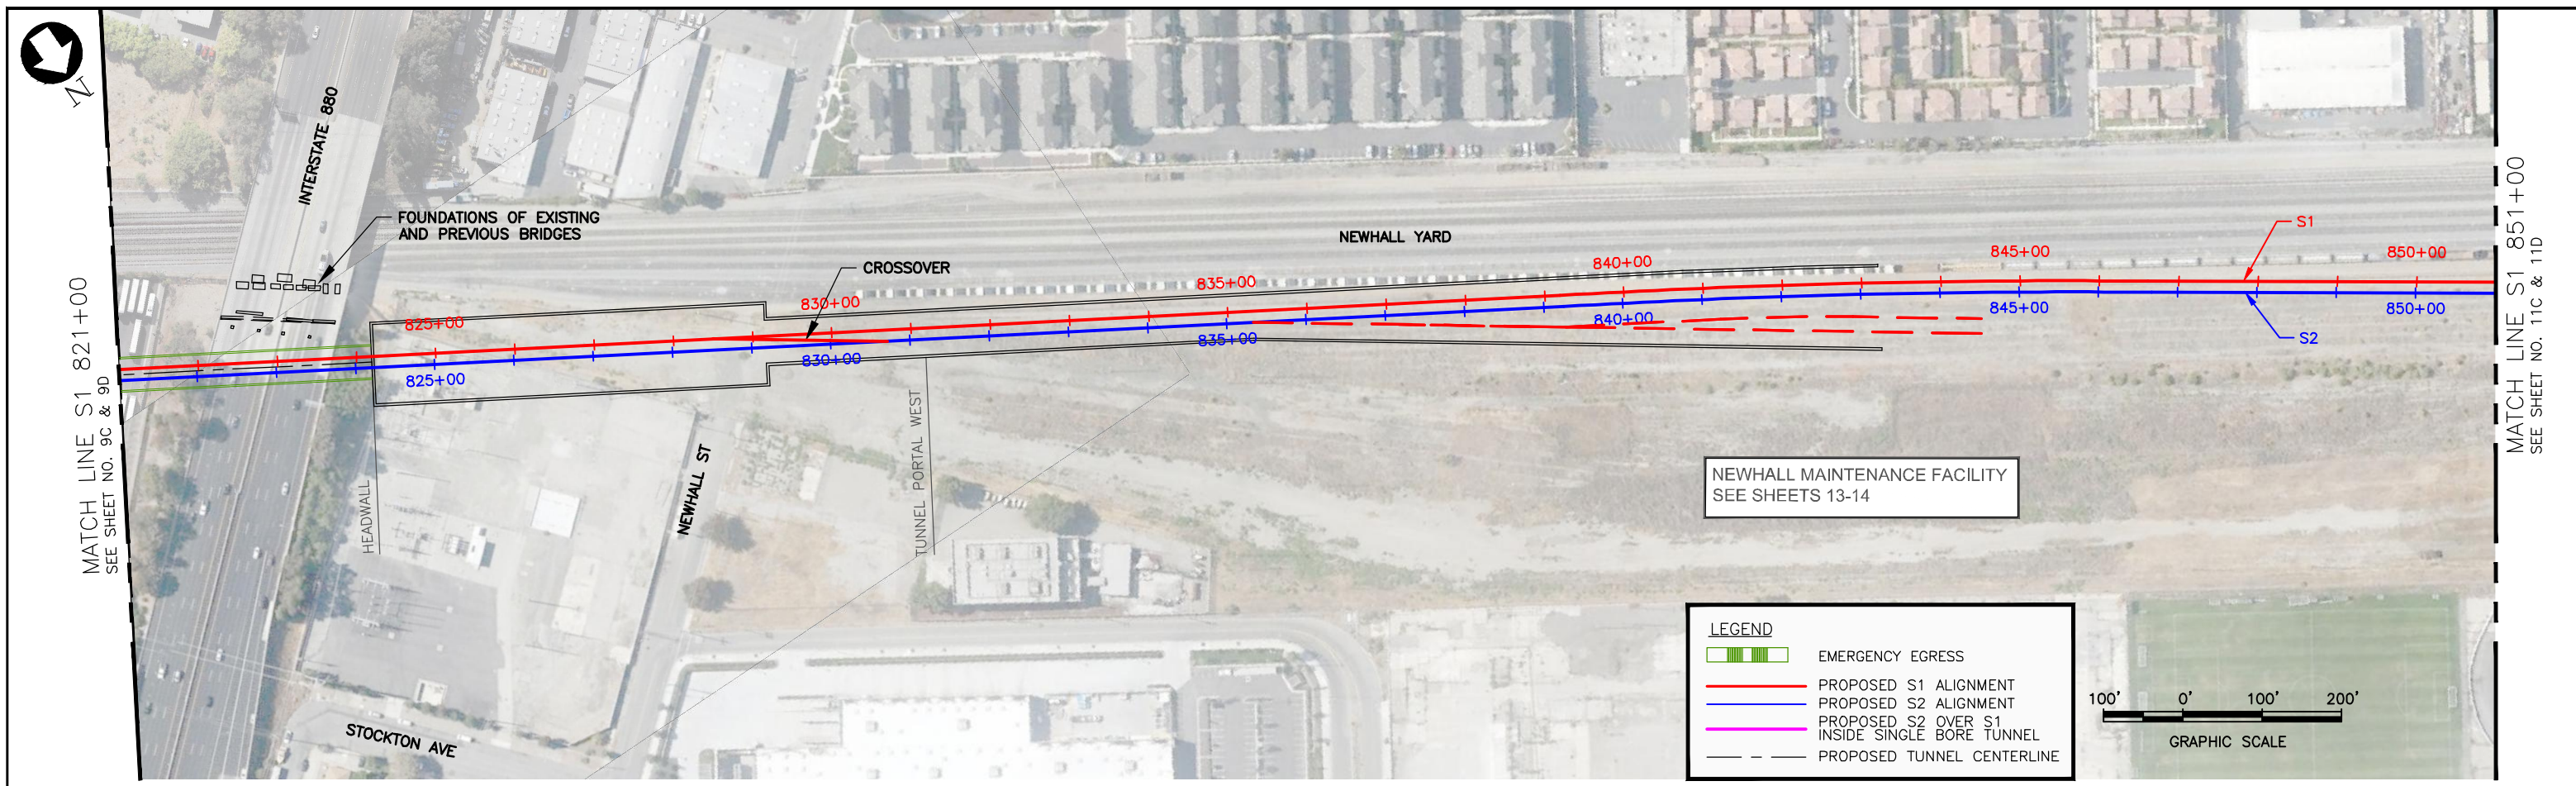 N
INTERSTATE 880
FOUNDATIONS OF EXISTING
AND PREVIOUS BRIDGES
MATCH LINE S1 821+00
SEE SHEET NO. 9C & 9D
825+00
825+00
HEADWALL
STOCKTON AVE
NEWHALL ST
CROSSOVER
830+00
830+00
TUNNEL PORTAL WEST
NEWHALL YARD
835+00
835+00
840+00
840+00
845+00
845+00
S1
S2
850+00
850+00
MATCH LINE S1 851+00
SEE SHEET NO. 11C & 11D
NEWHALL MAINTENANCE FACILITY
SEE SHEETS 13-14
LEGEND
EMERGENCY EGRESS
PROPOSED S1 ALIGNMENT
PROPOSED S2 ALIGNMENT
PROPOSED S2 OVER S1
INSIDE SINGLE BORE TUNNEL
PROPOSED TUNNEL CENTERLINE
100' 0' 100' 200'
GRAPHIC SCALE